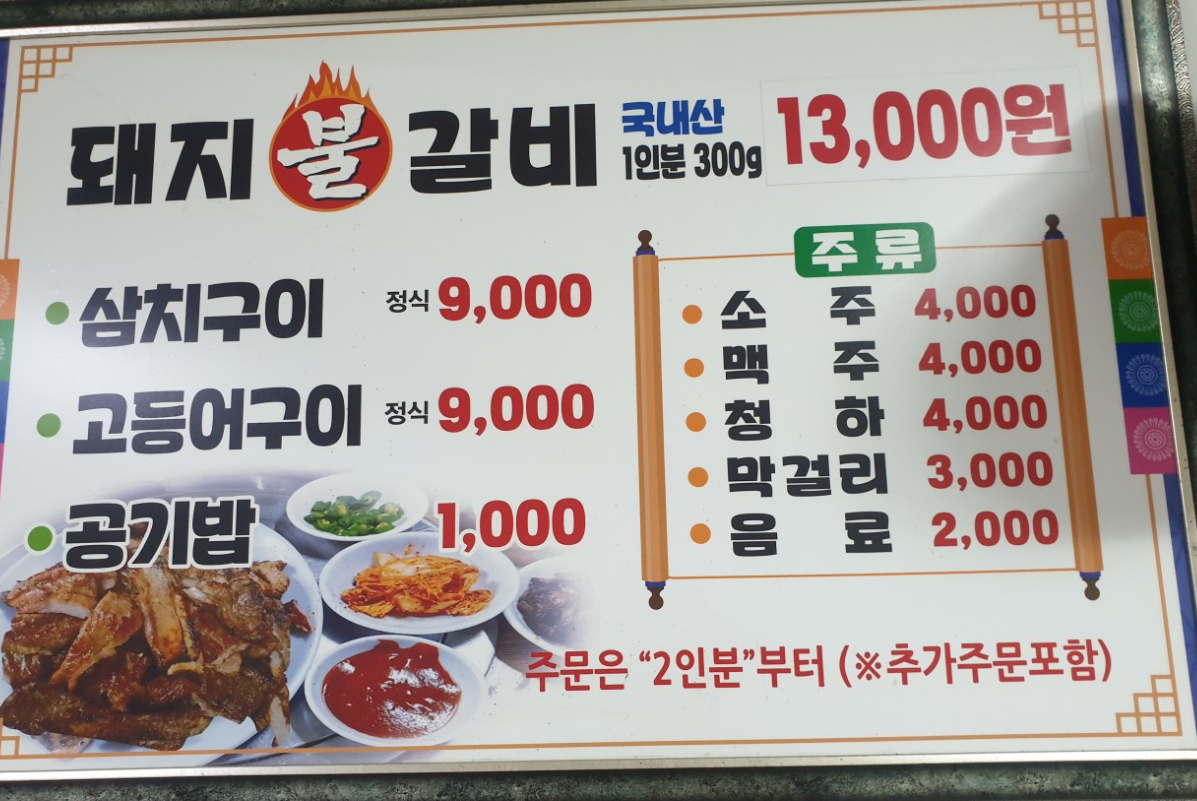 돼지불갈비 국내산 1인분 300g 13,000원
삼치구이 정식 9,000
고등어구이 정식 9,000
공기밥 1,000
주류
소주 4,000
맥주 4,000
청하 4,000
막걸리 3,000
음료 2,000
주문은 “2인분”부터 (※추가주문포함)